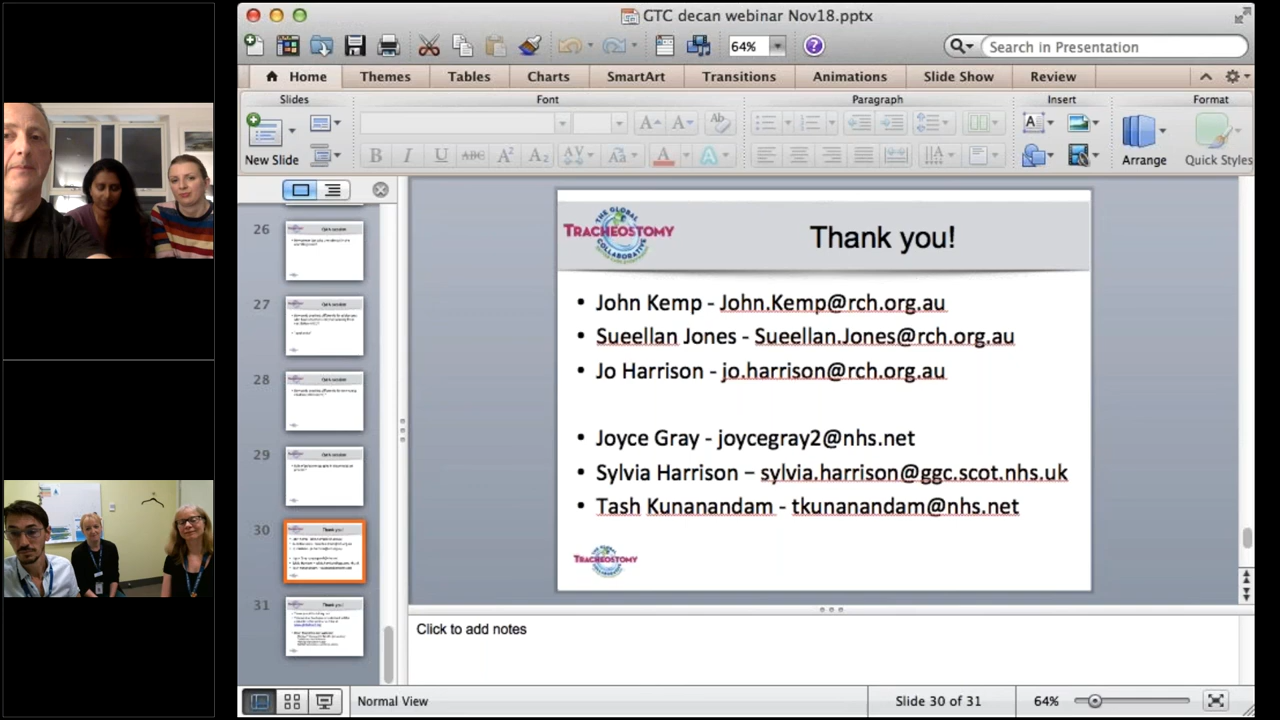 GTC decan webinar Nov18.pptx
64%
Search in Presentation
Home
Themes
Tables
Charts
SmartArt
Transitions
Animations
Slide Show
Review
Slides
Font
Paragraph
Insert
Format
New Slide
Arrange
Quick Styles
26
27
28
29
30
31
THE GLOBAL
TRACHEOSTOMY
COLLABORATIVE
Thank you!
• John Kemp - John.Kemp@rch.org.au
• Sueellan Jones - Sueellan.Jones@rch.org.au
• Jo Harrison - jo.harrison@rch.org.au
• Joyce Gray - joycegray2@nhs.net
• Sylvia Harrison – sylvia.harrison@ggc.scot.nhs.uk
• Tash Kunanandam - tkunanandam@nhs.net
TRACHEOSTOMY
Click to add notes
Normal View
Slide 30 of 31
64%